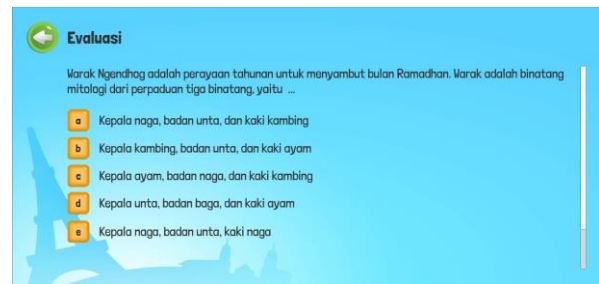 Evaluasi
Warak Ngendhog adalah perayaan tahunan untuk menyambut bulan Ramadhan. Warak adalah binatang
mitologi dari perpaduan tiga binatang, yaitu ...
a Kepala naga, badan unta, dan kaki kambing
b Kepala kambing, badan unta, dan kaki ayam
c Kepala ayam, badan naga, dan kaki kambing
d Kepala unta, badan baga, dan kaki ayam
e Kepala naga, badan unta, kaki naga